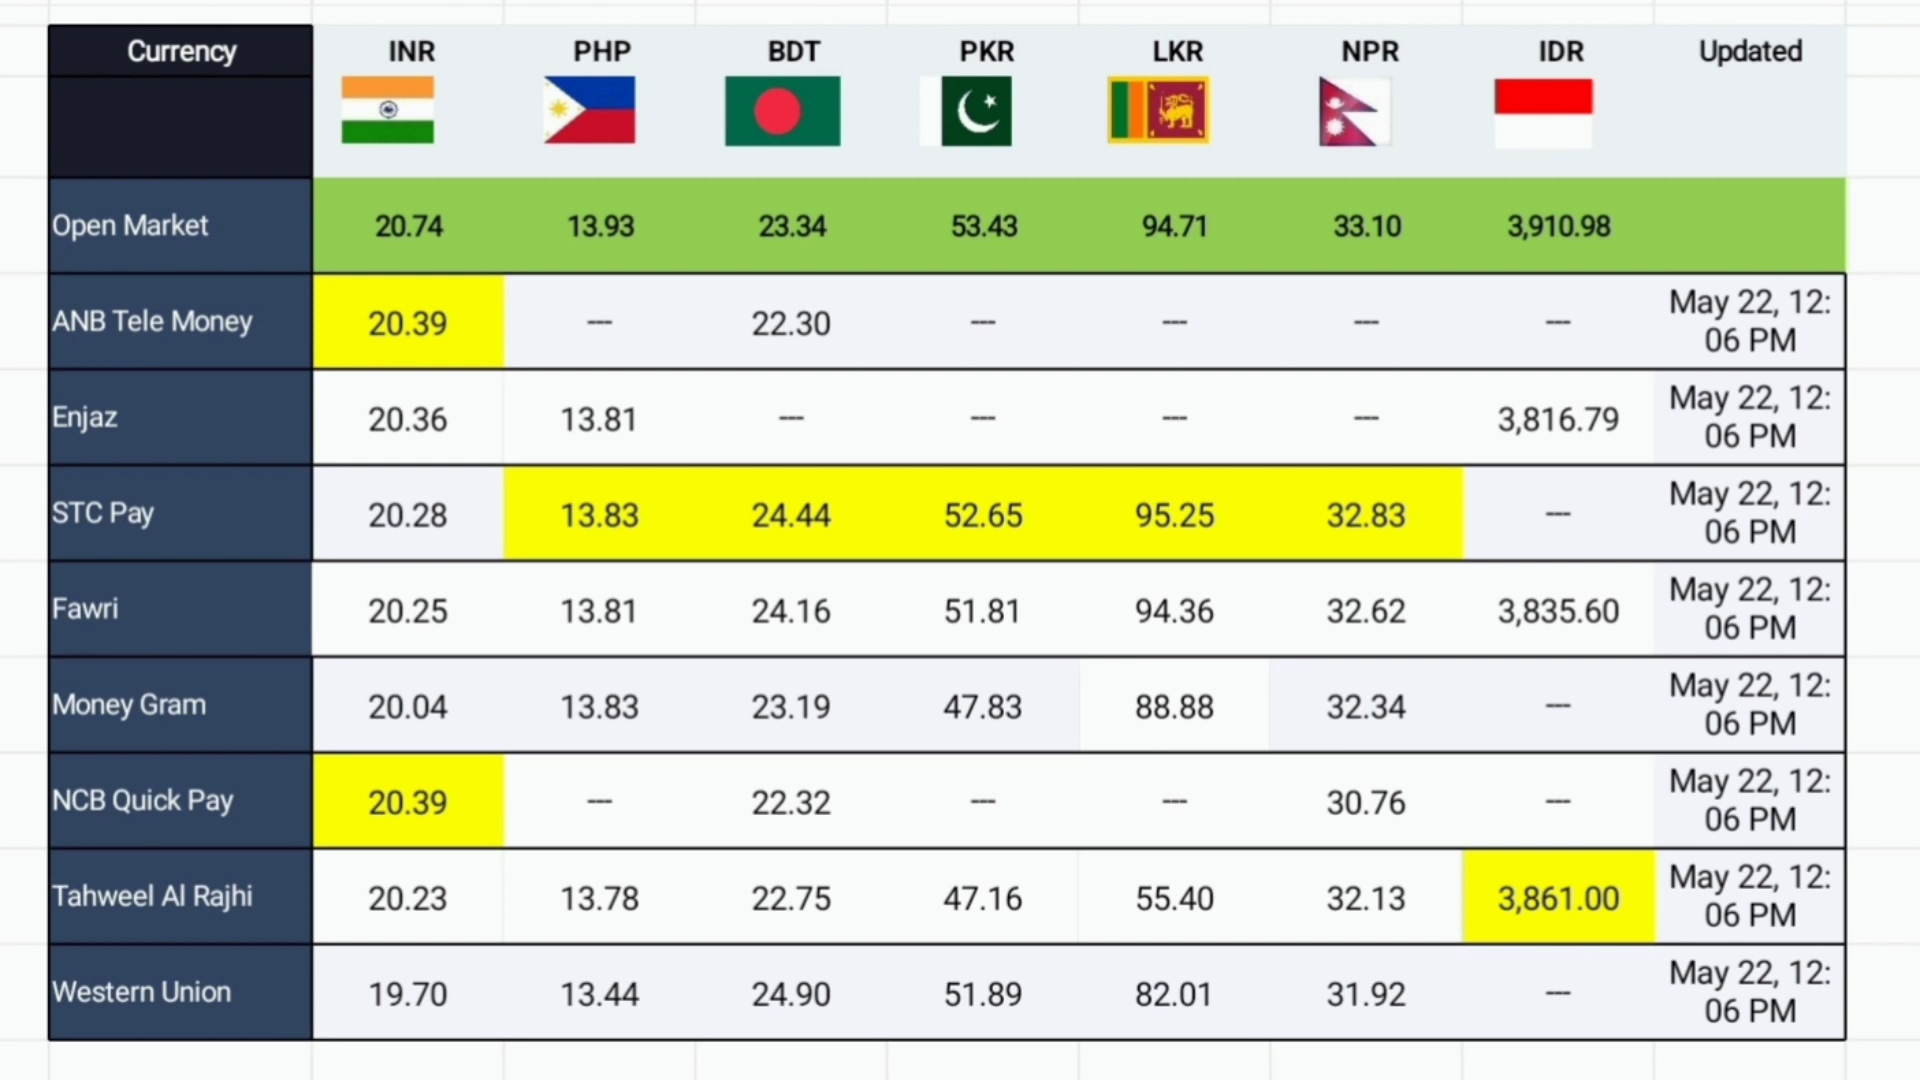 Currency INR PHP BDT PKR LKR NPR IDR Updated
Open Market 20.74 13.93 23.34 53.43 94.71 33.10 3,910.98
ANB Tele Money 20.39 --- 22.30 --- --- --- --- May 22, 12:
06 PM
Enjaz 20.36 13.81 --- --- --- --- 3,816.79 May 22, 12:
06 PM
STC Pay 20.28 13.83 24.44 52.65 95.25 32.83 --- May 22, 12:
06 PM
Fawri 20.25 13.81 24.16 51.81 94.36 32.62 3,835.60 May 22, 12:
06 PM
Money Gram 20.04 13.83 23.19 47.83 88.88 32.34 --- May 22, 12:
06 PM
NCB Quick Pay 20.39 --- 22.32 --- --- 30.76 --- May 22, 12:
06 PM
Tahweel Al Rajhi 20.23 13.78 22.75 47.16 55.40 32.13 3,861.00 May 22, 12:
06 PM
Western Union 19.70 13.44 24.90 51.89 82.01 31.92 --- May 22, 12:
06 PM